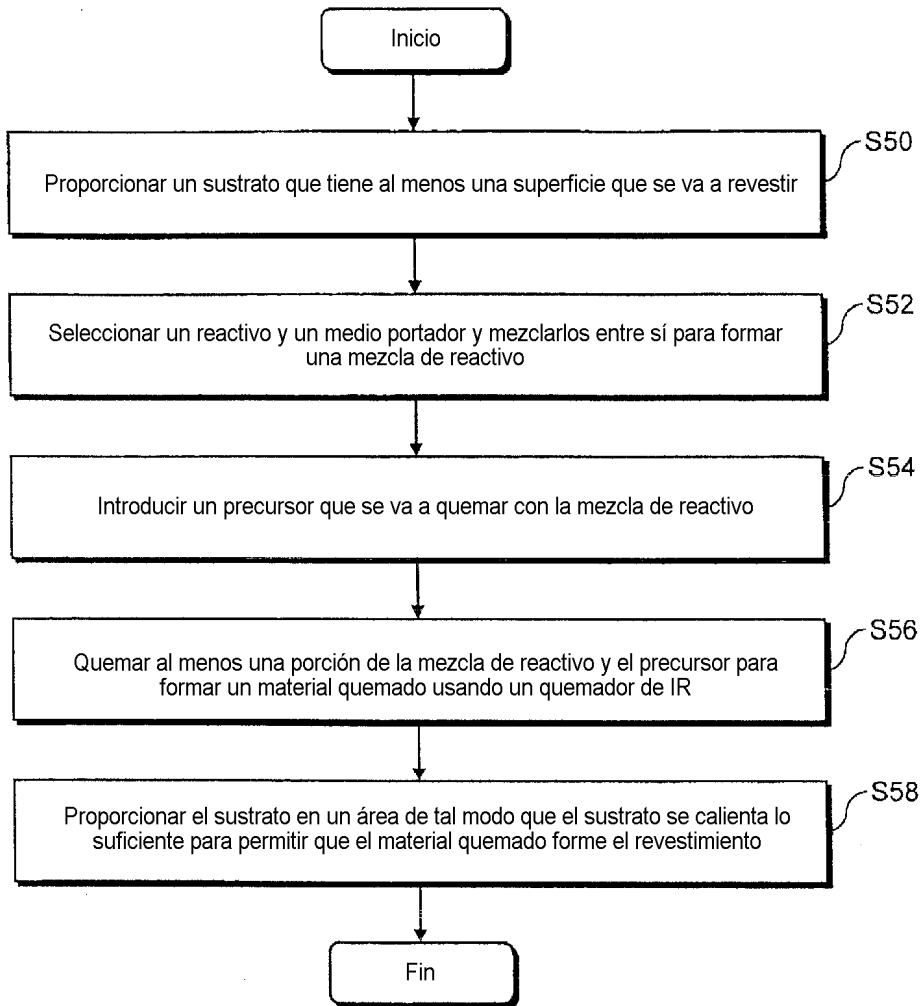 Inicio
S50
Proporcionar un sustrato que tiene al menos una superficie que se va a revestir
S52
Seleccionar un reactivo y un medio portador y mezclarlos entre sí para formar
una mezcla de reactivo
S54
Introducir un precursor que se va a quemar con la mezcla de reactivo
S56
Quemar al menos una porción de la mezcla de reactivo y el precursor para
formar un material quemado usando un quemador de IR
S58
Proporcionar el sustrato en un área de tal modo que el sustrato se calienta lo
suficiente para permitir que el material quemado forme el revestimiento
Fin